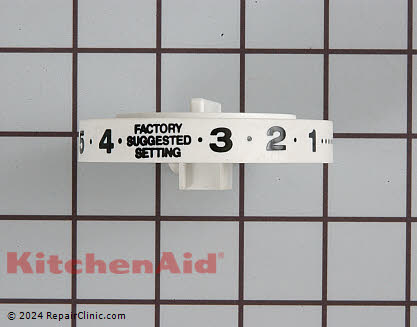 5 · 4 · FACTORY SUGGESTED SETTING · 3 · 2 · 1
KitchenAid
© 2024 RepairClinic.com